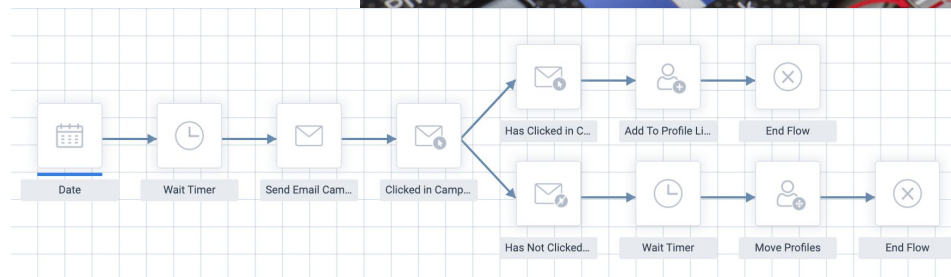 Has Clicked in C...
Add To Profile Li...
End Flow
Date
Wait Timer
Send Email Cam...
Clicked in Camp...
Has Not Clicked...
Wait Timer
Move Profiles
End Flow